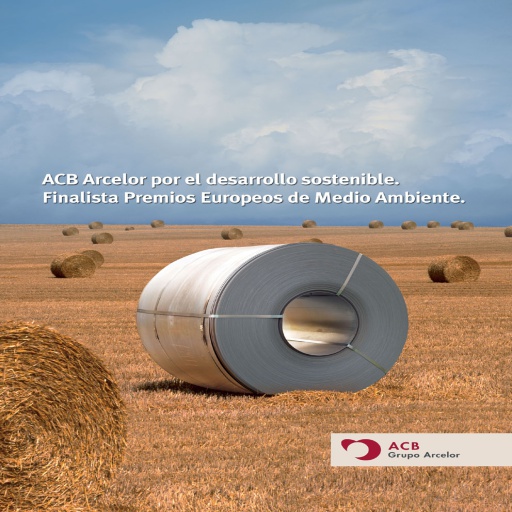 ACB Arcelor por el desarrollo sostenible.
Finalista Premios Europeos de Medio Ambiente.
ACB
Grupo Arcelor